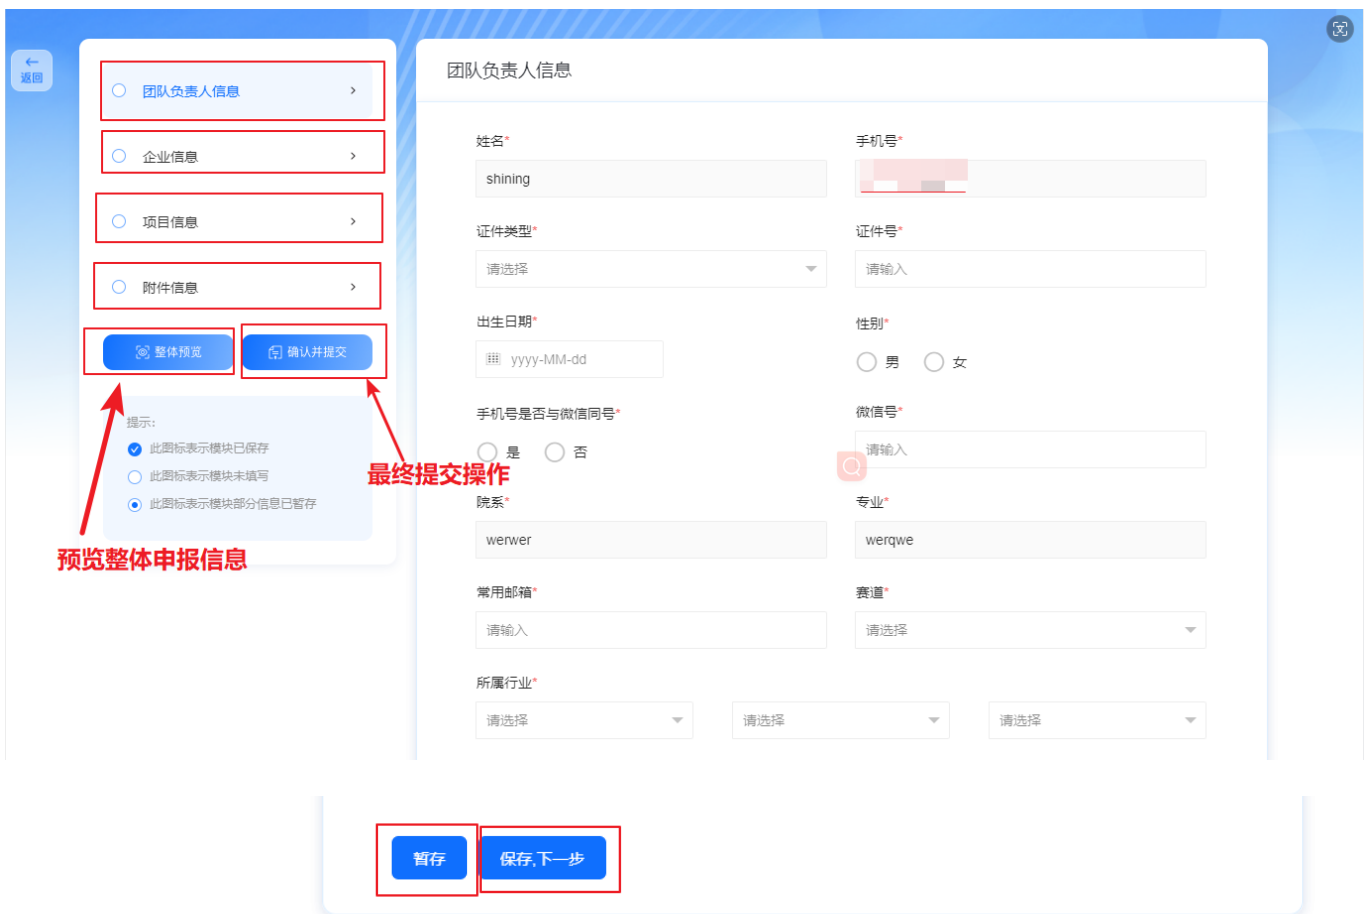 返回
团队负责人信息
企业信息
项目信息
附件信息
整体预览
确认并提交
提示:
此图标表示模块已保存
此图标表示模块未填写
此图标表示模块部分信息已暂存
预览整体申报信息
最终提交操作
团队负责人信息
姓名*
手机号*
shining
证件类型*
证件号*
请选择
请输入
出生日期*
性别*
yyyy-MM-dd
男
女
手机号是否与微信同号*
微信号*
是
否
请输入
院系*
专业*
werwer
werqwe
常用邮箱*
赛道*
请输入
请选择
所属行业*
请选择
请选择
请选择
暂存
保存,下一步